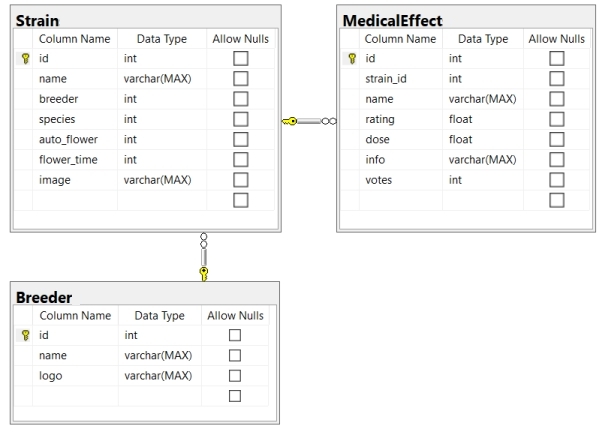 Strain
Column Name Data Type Allow Nulls
id int
name varchar(MAX)
breeder int
species int
auto_flower int
flower_time int
image varchar(MAX)
MedicalEffect
Column Name Data Type Allow Nulls
id int
strain_id int
name varchar(MAX)
rating float
dose float
info varchar(MAX)
votes int
Breeder
Column Name Data Type Allow Nulls
id int
name varchar(MAX)
logo varchar(MAX)